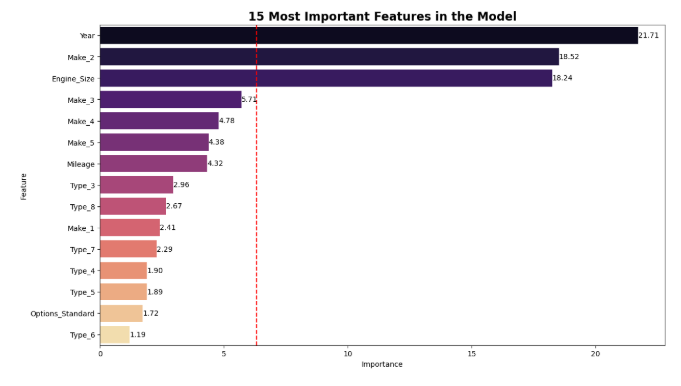 15 Most Important Features in the Model
Year 21.71
Make_2 18.52
Engine_Size 18.24
Make_3 5.71
Make_4 4.78
Make_5 4.38
Mileage 4.32
Type_3 2.96
Type_8 2.67
Make_1 2.41
Type_7 2.29
Type_4 1.90
Type_5 1.89
Options_Standard 1.72
Type_6 1.19
Feature
0 5 10 15 20
Importance